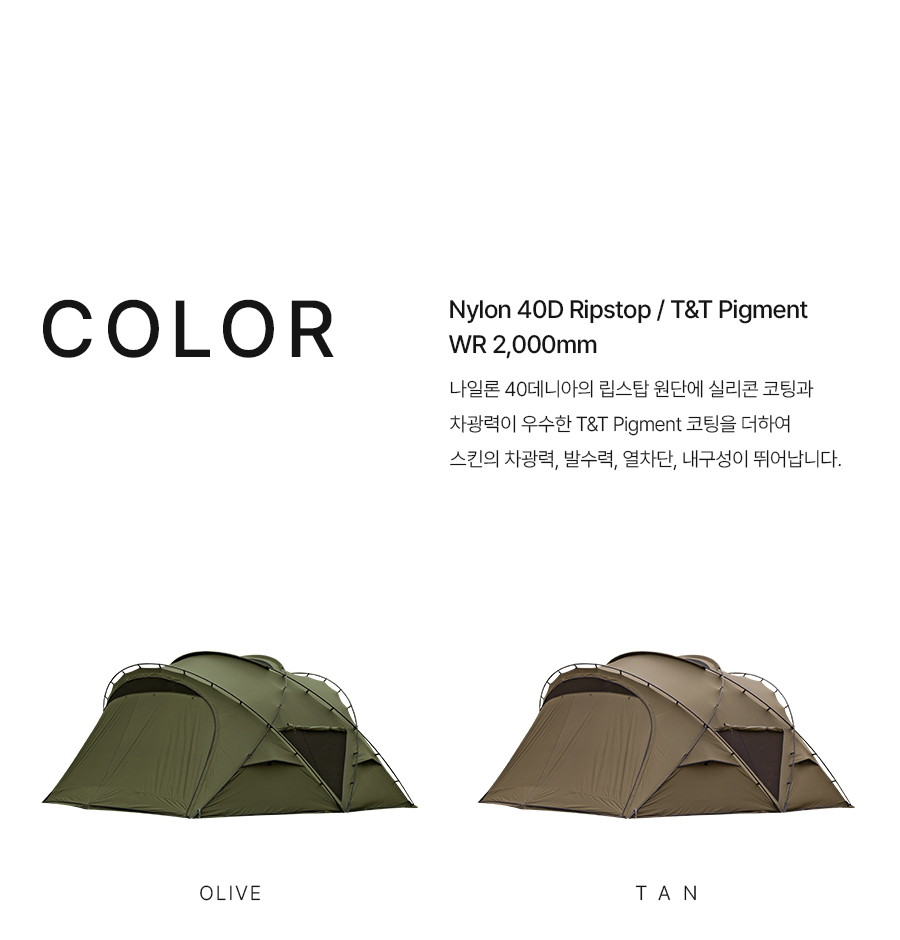 COLOR
Nylon 40D Ripstop / T&T Pigment
WR 2,000mm
나일론 40데니아의 립스탑 원단에 실리콘 코팅과
차광력이 우수한 T&T Pigment 코팅을 더하여
스킨의 차광력, 발수력, 열차단, 내구성이 뛰어납니다.
OLIVE
TAN